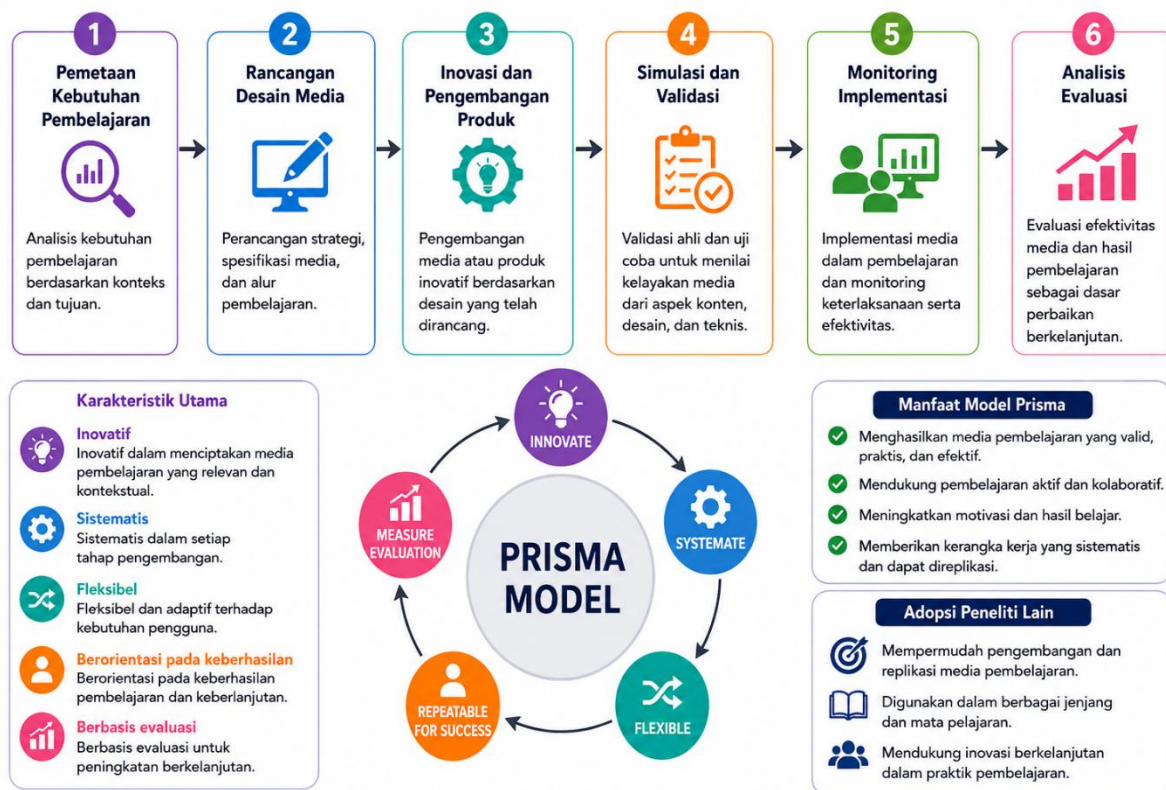 1
Pemetaan
Kebutuhan
Pembelajaran
Analisis kebutuhan
pembelajaran
berdasarkan konteks
dan tujuan.
2
Rancangan
Desain Media
Perancangan strategi,
spesifikasi media,
dan alur
pembelajaran.
3
Inovasi dan
Pengembangan
Produk
Pengembangan
media atau produk
inovatif berdasarkan
desain yang telah
dirancang.
4
Simulasi dan
Validasi
Validasi ahli dan uji
coba untuk menilai
kelayakan media
dari aspek konten,
desain, dan teknis.
5
Monitoring
Implementasi
Implementasi media
dalam pembelajaran
dan monitoring
keterlaksanaan serta
efektivitas.
6
Analisis
Evaluasi
Evaluasi efektivitas
media dan hasil
pembelajaran
sebagai dasar
perbaikan
berkelanjutan.
Karakteristik Utama
Inovatif
Inovatif dalam menciptakan media
pembelajaran yang relevan dan
kontekstual.
Sistematis
Sistematis dalam setiap
tahap pengembangan.
Fleksibel
Fleksibel dan adaptif terhadap
kebutuhan pengguna.
Berorientasi pada keberhasilan
Berorientasi pada keberhasilan
pembelajaran dan keberlanjutan.
Berbasis evaluasi
Berbasis evaluasi untuk
peningkatan berkelanjutan.
INNOVATE
SYSTEMATE
FLEXIBLE
REPEATABLE
FOR SUCCESS
MEASURE
EVALUATION
PRISMA
MODEL
Manfaat Model Prisma
Menghasilkan media pembelajaran yang valid,
praktis, dan efektif.
Mendukung pembelajaran aktif dan kolaboratif.
Meningkatkan motivasi dan hasil belajar.
Memberikan kerangka kerja yang sistematis
dan dapat direplikasi.
Adopsi Peneliti Lain
Mempermudah pengembangan dan
replikasi media pembelajaran.
Digunakan dalam berbagai jenjang
dan mata pelajaran.
Mendukung inovasi berkelanjutan
dalam praktik pembelajaran.